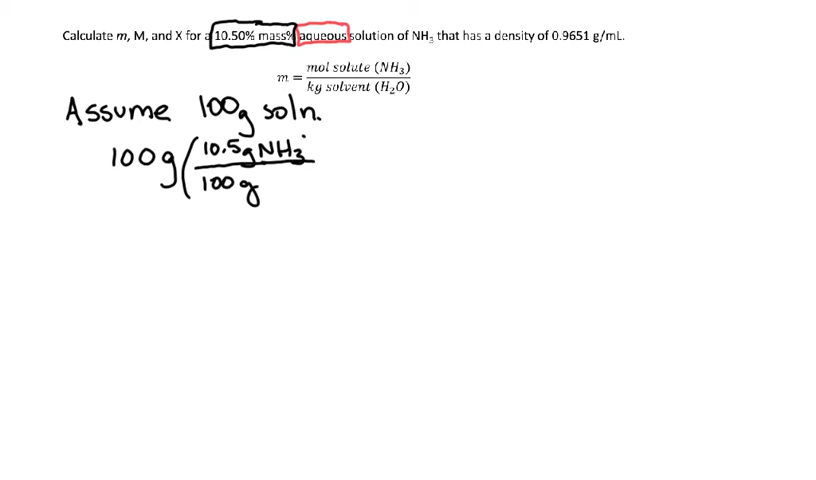 Calculate m, M, and X for a 10.50% mass% aqueous solution of NH₃ that has a density of 0.9651 g/mL.
m = mol solute (NH₃) / kg solvent (H₂O)
Assume 100g soln.
100g ( 10.5g NH₃ / 100g